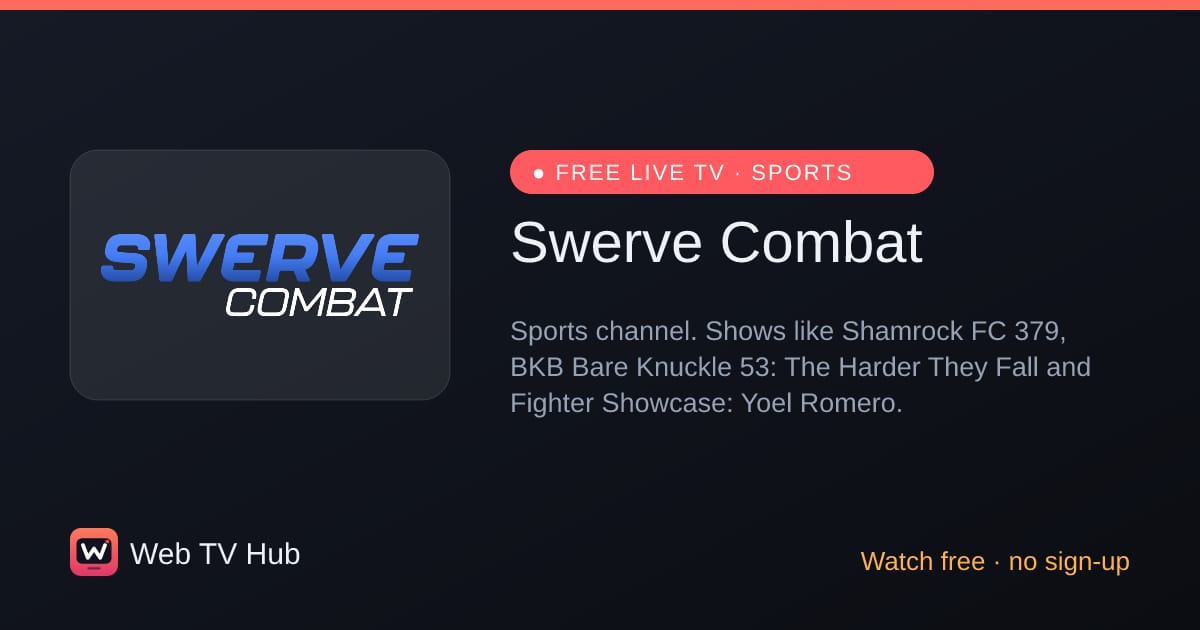 SWERVE
COMBAT
FREE LIVE TV · SPORTS
Swerve Combat
Sports channel. Shows like Shamrock FC 379,
BKB Bare Knuckle 53: The Harder They Fall and
Fighter Showcase: Yoel Romero.
W
Web TV Hub
Watch free · no sign-up